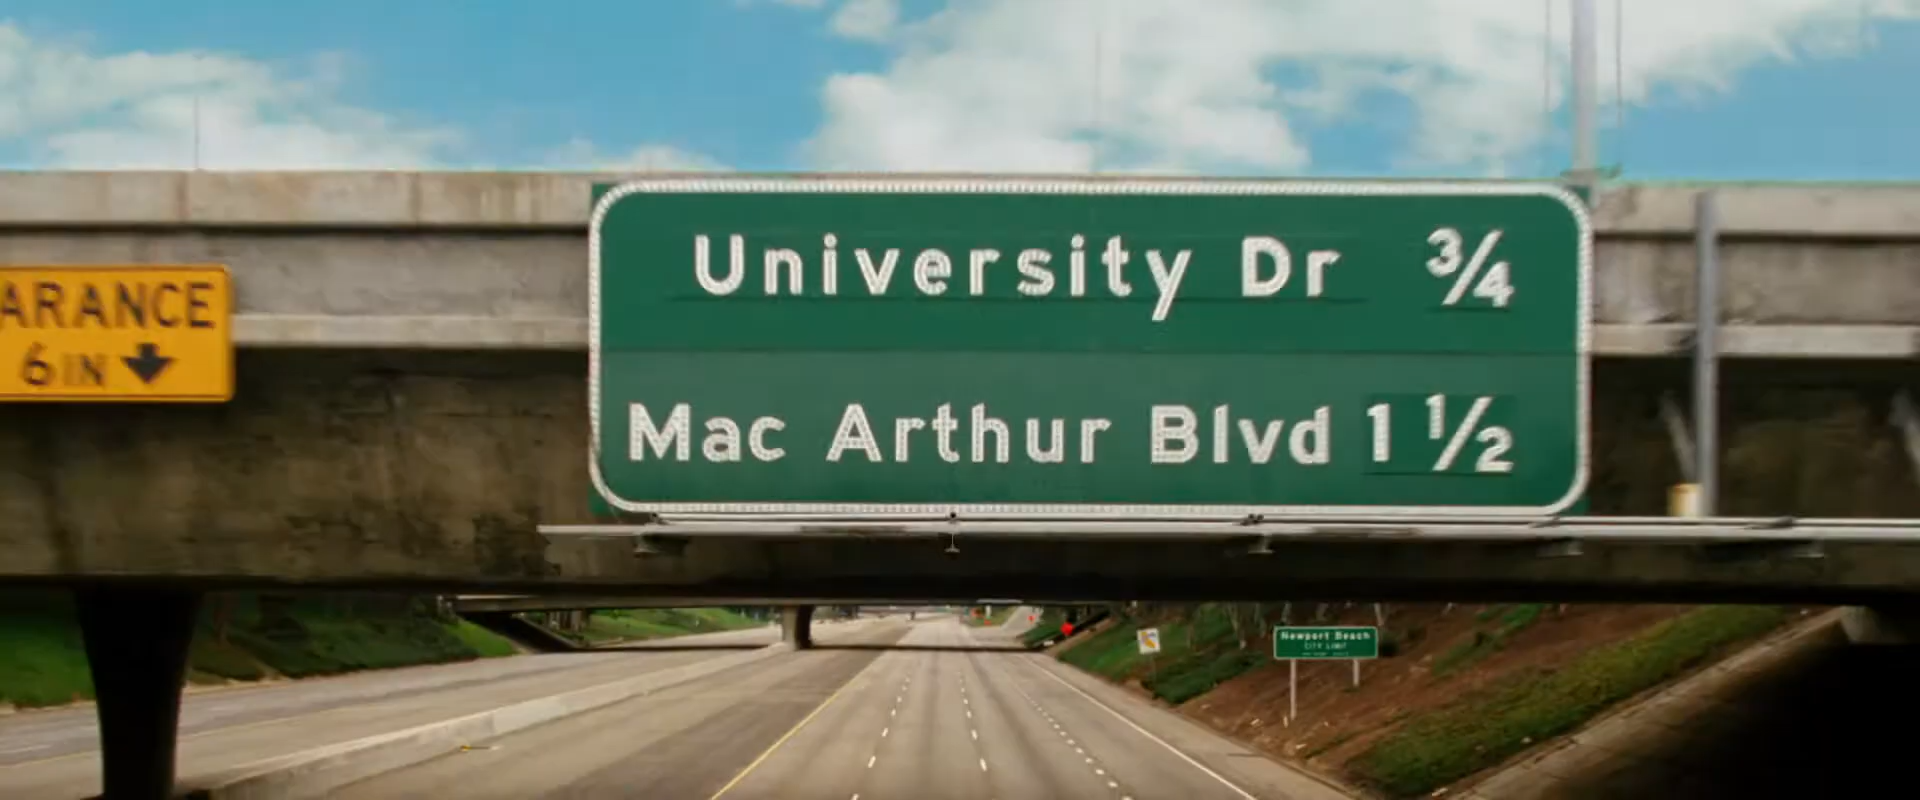 University Dr 3/4
Mac Arthur Blvd 1 1/2
ARANCE
6 IN
Newport Beach
CITY LIMIT